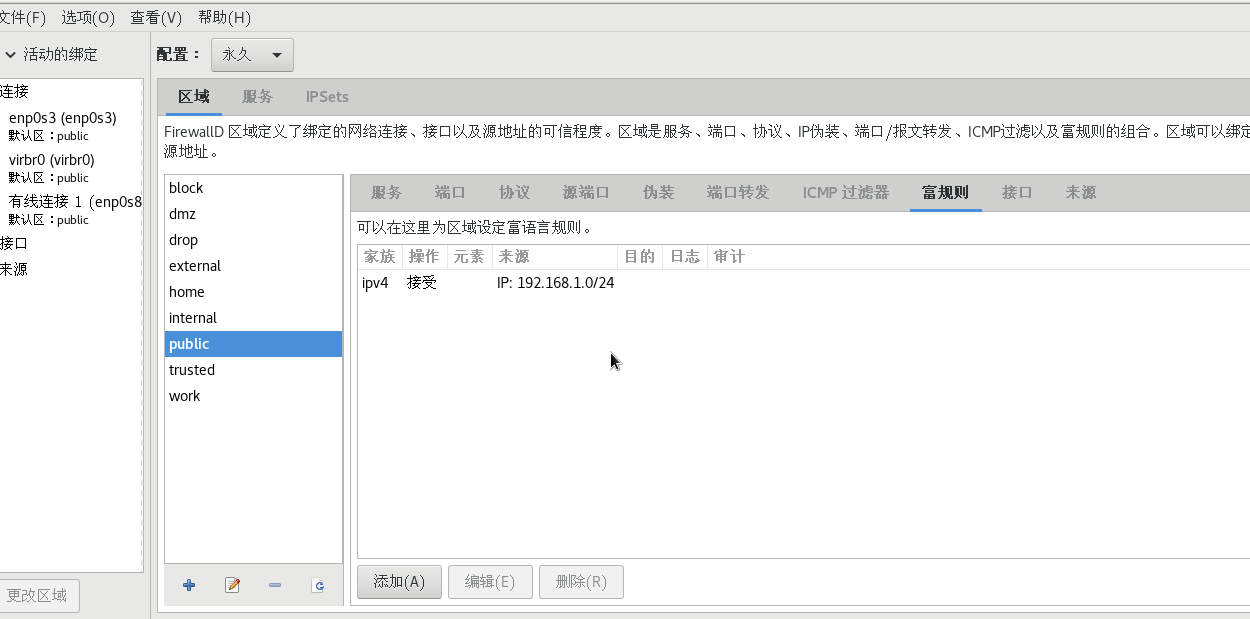 文件(F) 选项(O) 查看(V) 帮助(H)
活动的绑定
连接
enp0s3 (enp0s3)
默认区：public
virbr0 (virbr0)
默认区：public
有线连接 1 (enp0s8
默认区：public
接口
来源
更改区域
配置： 永久
区域 服务 IPSets
FirewallD 区域定义了绑定的网络连接、接口以及源地址的可信程度。区域是服务、端口、协议、IP伪装、端口/报文转发、ICMP过滤以及富规则的组合。区域可以绑定
源地址。
block
dmz
drop
external
home
internal
public
trusted
work
服务 端口 协议 源端口 伪装 端口转发 ICMP 过滤器 富规则 接口 来源
可以在这里为区域设定富语言规则。
家族 操作 元素 来源 目的 日志 审计
ipv4 接受 IP: 192.168.1.0/24
添加(A) 编辑(E) 删除(R)